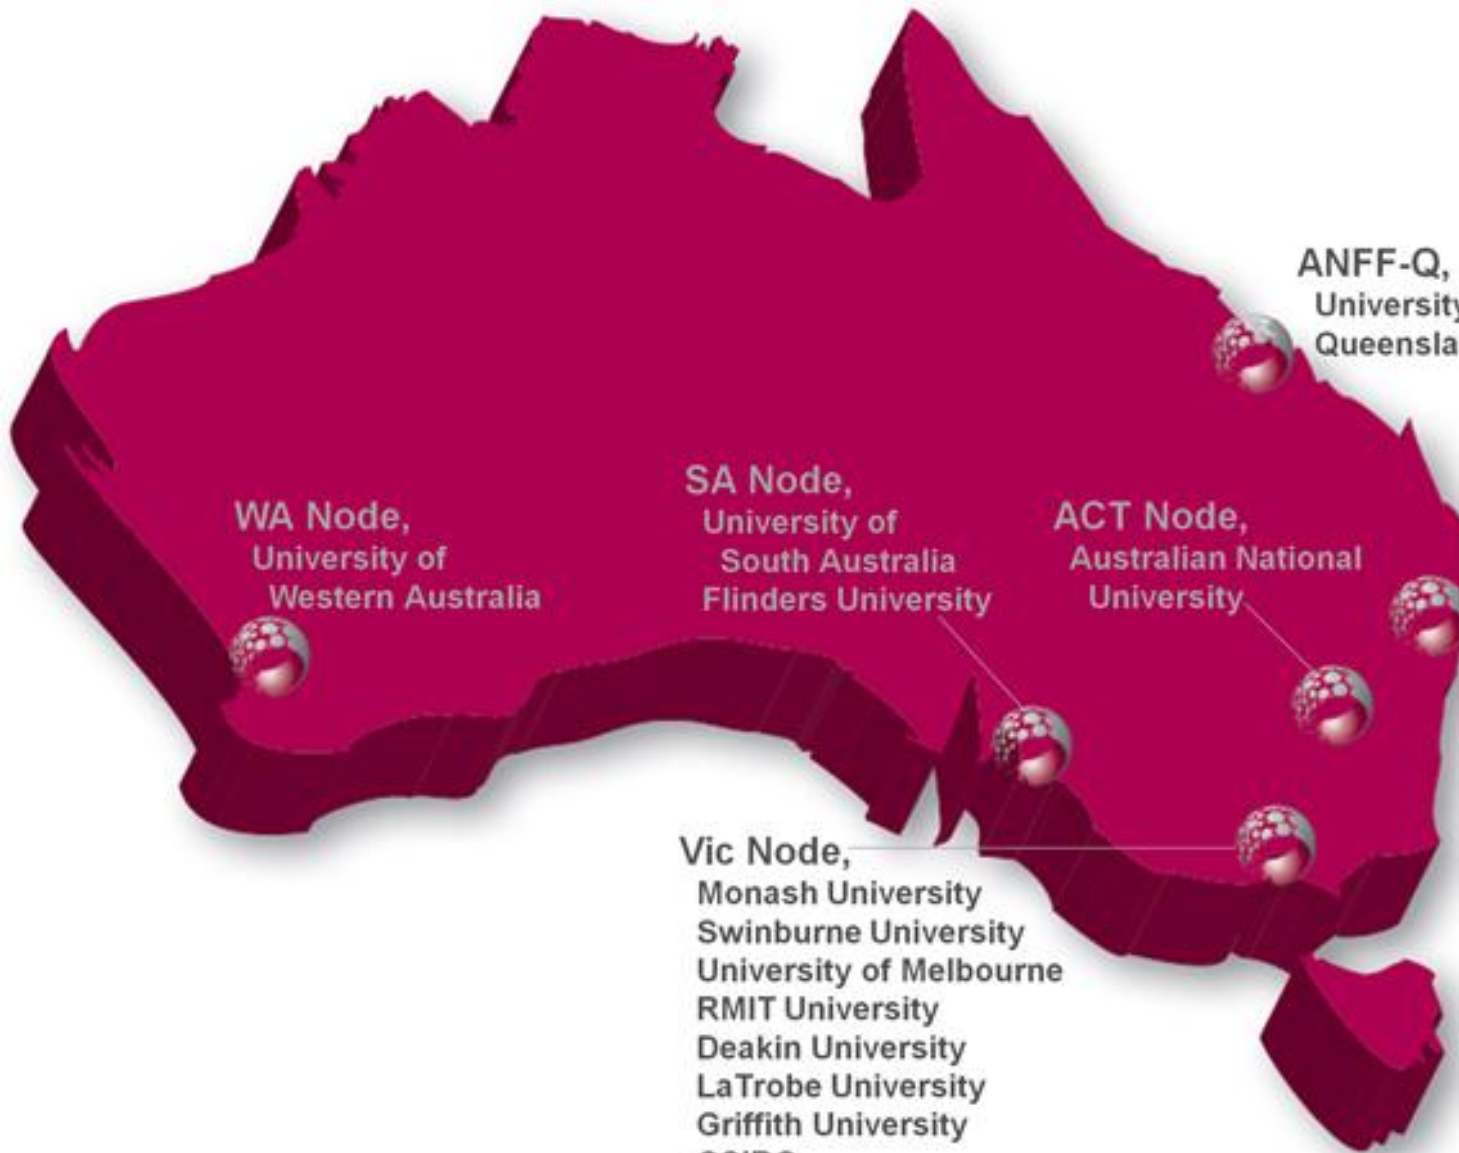 ANFF-Q,
University
SA Node,
University of
South Australia
Flinders University
WA Node,
University of
Western Australia
ACT Node,
Australian National
University
Vic Node,
Monash University
Swinburne University
University of Melbourne
RMIT University
Deakin University
LaTrobe University
Griffith University